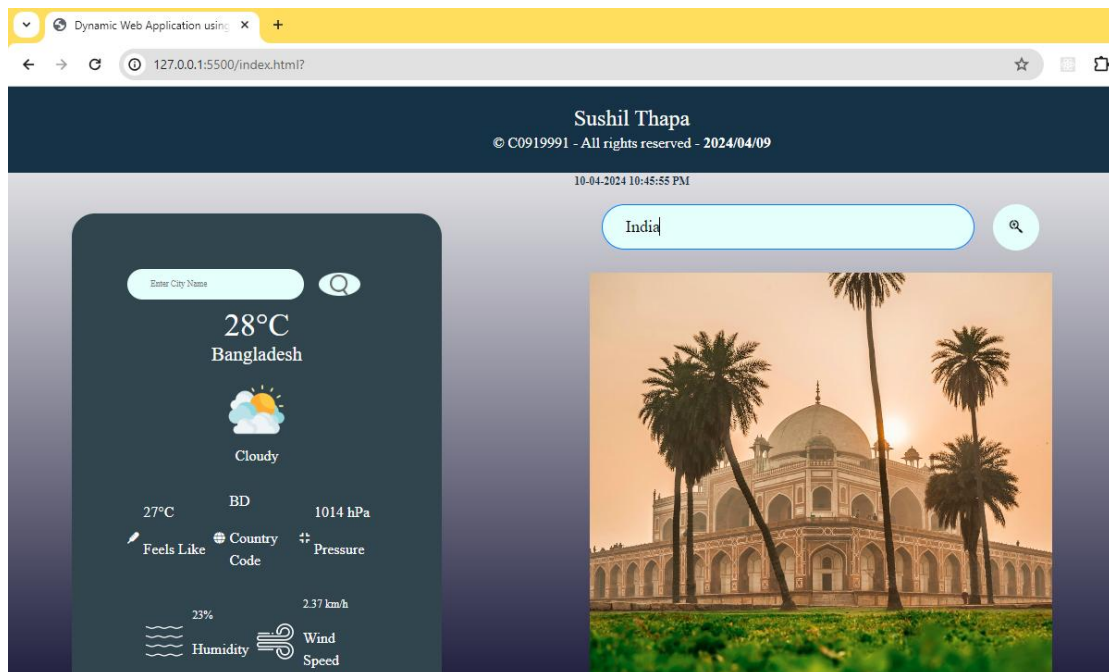 Dynamic Web Application using
127.0.0.1:5500/index.html?
Sushil Thapa
© C0919991 - All rights reserved - 2024/04/09
10-04-2024 10:45:55 PM
India
Enter City Name
28°C
Bangladesh
Cloudy
27°C
Feels Like
BD
Country
Code
1014 hPa
Pressure
23%
Humidity
2.37 km/h
Wind
Speed